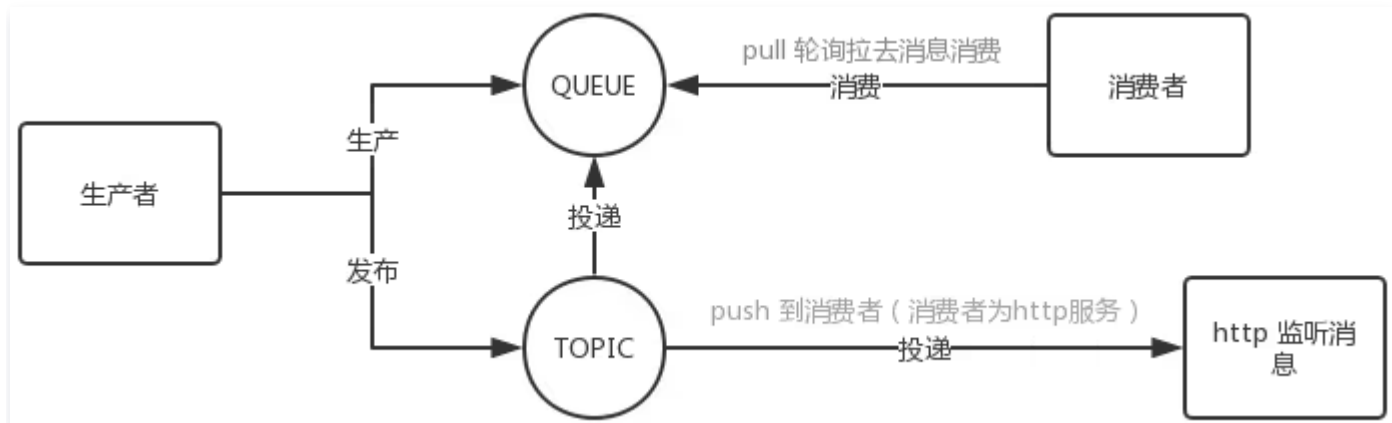 pull 轮询拉去消息消费
QUEUE
消费
消费者
生产
生产者
投递
发布
push 到消费者（消费者为http服务）
TOPIC
投递
http 监听消
息